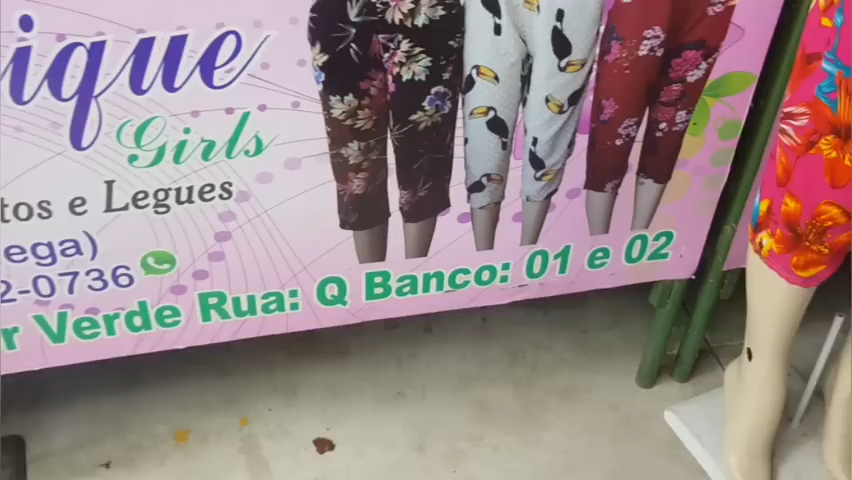 ique
Girls
tos e Legues
ega)
2-0736
r Verde Rua: Q Banco: 01 e 02